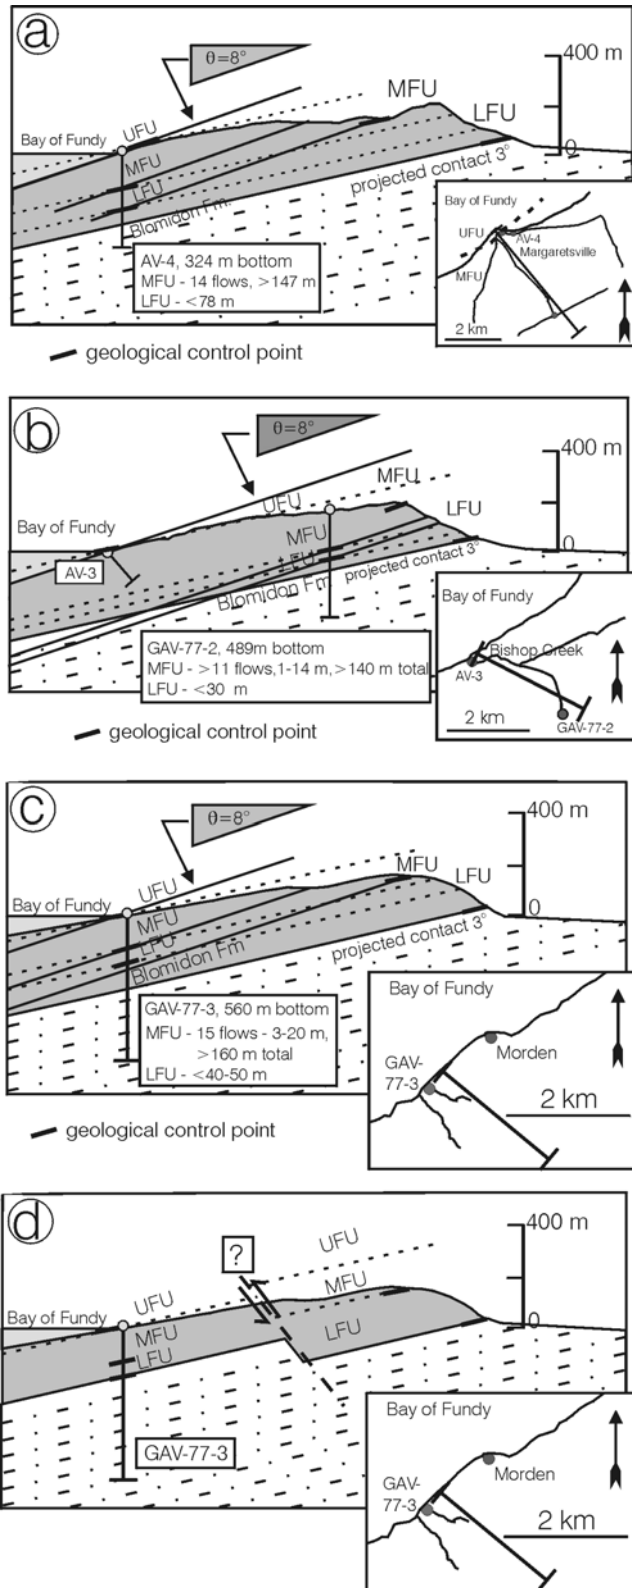 a
θ=8°
400 m
MFU
LFU
UFU
Bay of Fundy
MFU
LFU
0
projected contact 3°
Blomidon Fm.
AV-4, 324 m bottom
MFU - 14 flows, >147 m
LFU - <78 m
Bay of Fundy
UFU
AV-4
Margaretsville
MFU
2 km
geological control point
b
θ=8°
400 m
MFU
UFU
LFU
Bay of Fundy
MFU
0
LFU
projected contact 3°
AV-3
Blomidon Fm
GAV-77-2, 489m bottom
MFU - >11 flows,1-14 m,>140 m total
LFU - <30 m
Bay of Fundy
Bishop Creek
AV-3
2 km
GAV-77-2
geological control point
c
θ=8°
400 m
MFU
LFU
UFU
Bay of Fundy
MFU
0
LFU
projected contact 3°
Blomidon Fm
GAV-77-3, 560 m bottom
MFU - 15 flows - 3-20 m,
>160 m total
LFU - <40-50 m
Bay of Fundy
Morden
GAV-
77-3
2 km
geological control point
d
400 m
?
UFU
MFU
UFU
Bay of Fundy
0
MFU
LFU
LFU
GAV-77-3
Bay of Fundy
Morden
GAV-
77-3
2 km